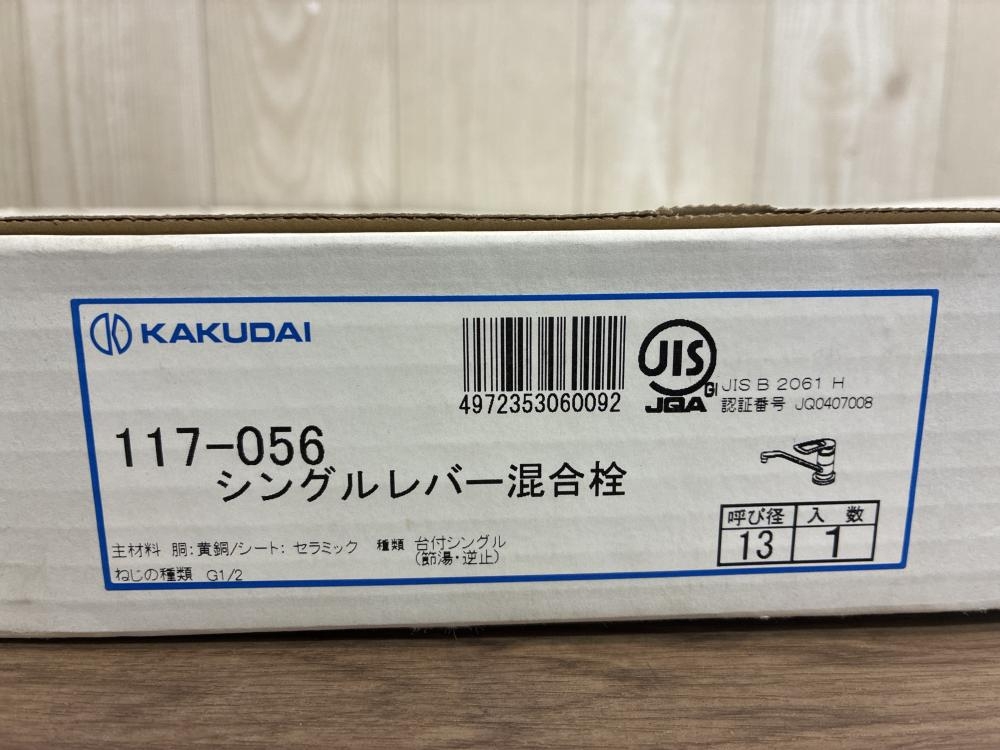 KAKUDAI
4972353060092
JIS
JQA
GI
JIS B 2061 H
認証番号 JQ0407008
117-056
シングルレバー混合栓
呼び径 入数
13 1
主材料 胴:黄銅/シート:セラミック 種類 台付シングル
(節湯・逆止)
ねじの種類 G1/2